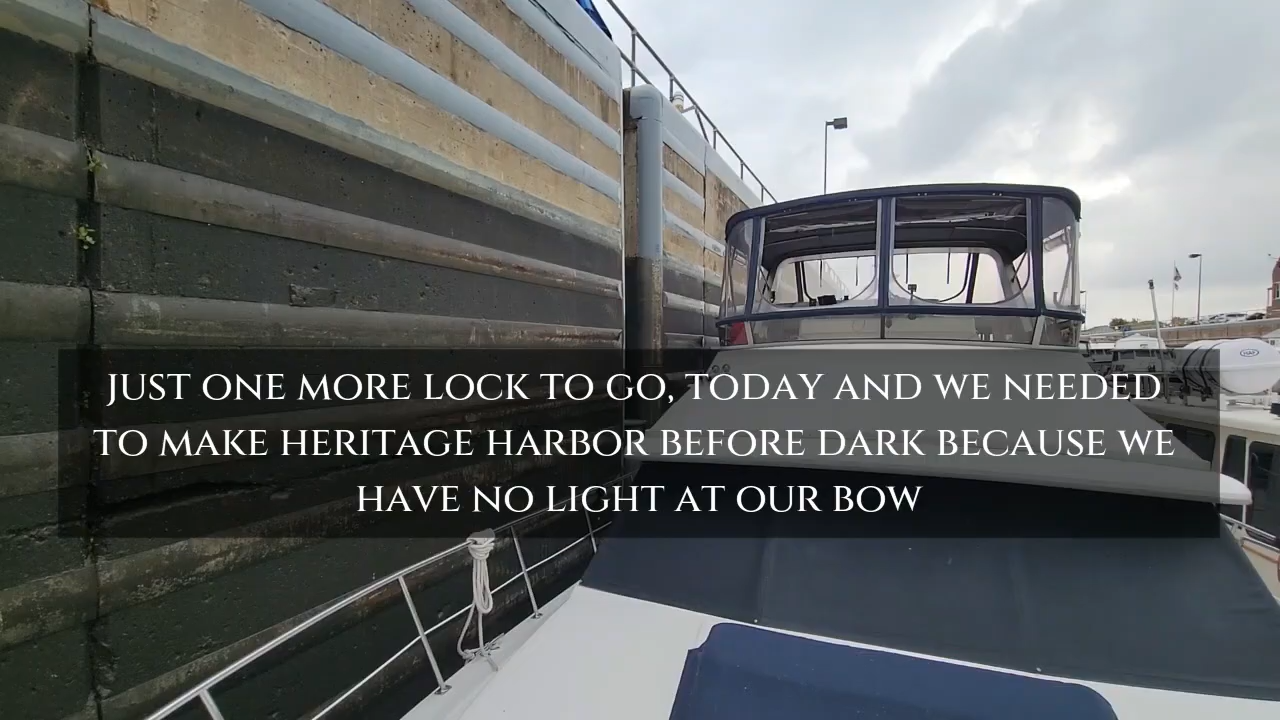 JUST ONE MORE LOCK TO GO, TODAY AND WE NEEDED
TO MAKE HERITAGE HARBOR BEFORE DARK BECAUSE WE
HAVE NO LIGHT AT OUR BOW